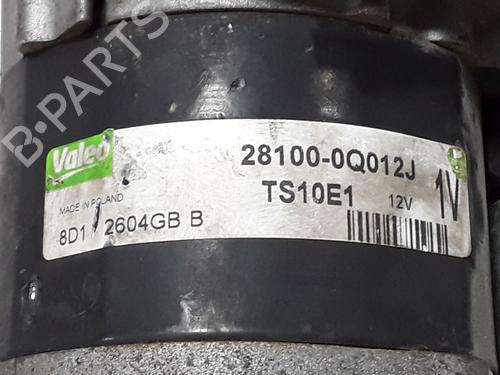 Valeo
28100-0Q012J
TS10E1 12V
1V
MADE IN POLAND
8D1 2604GB B
B-PARTS